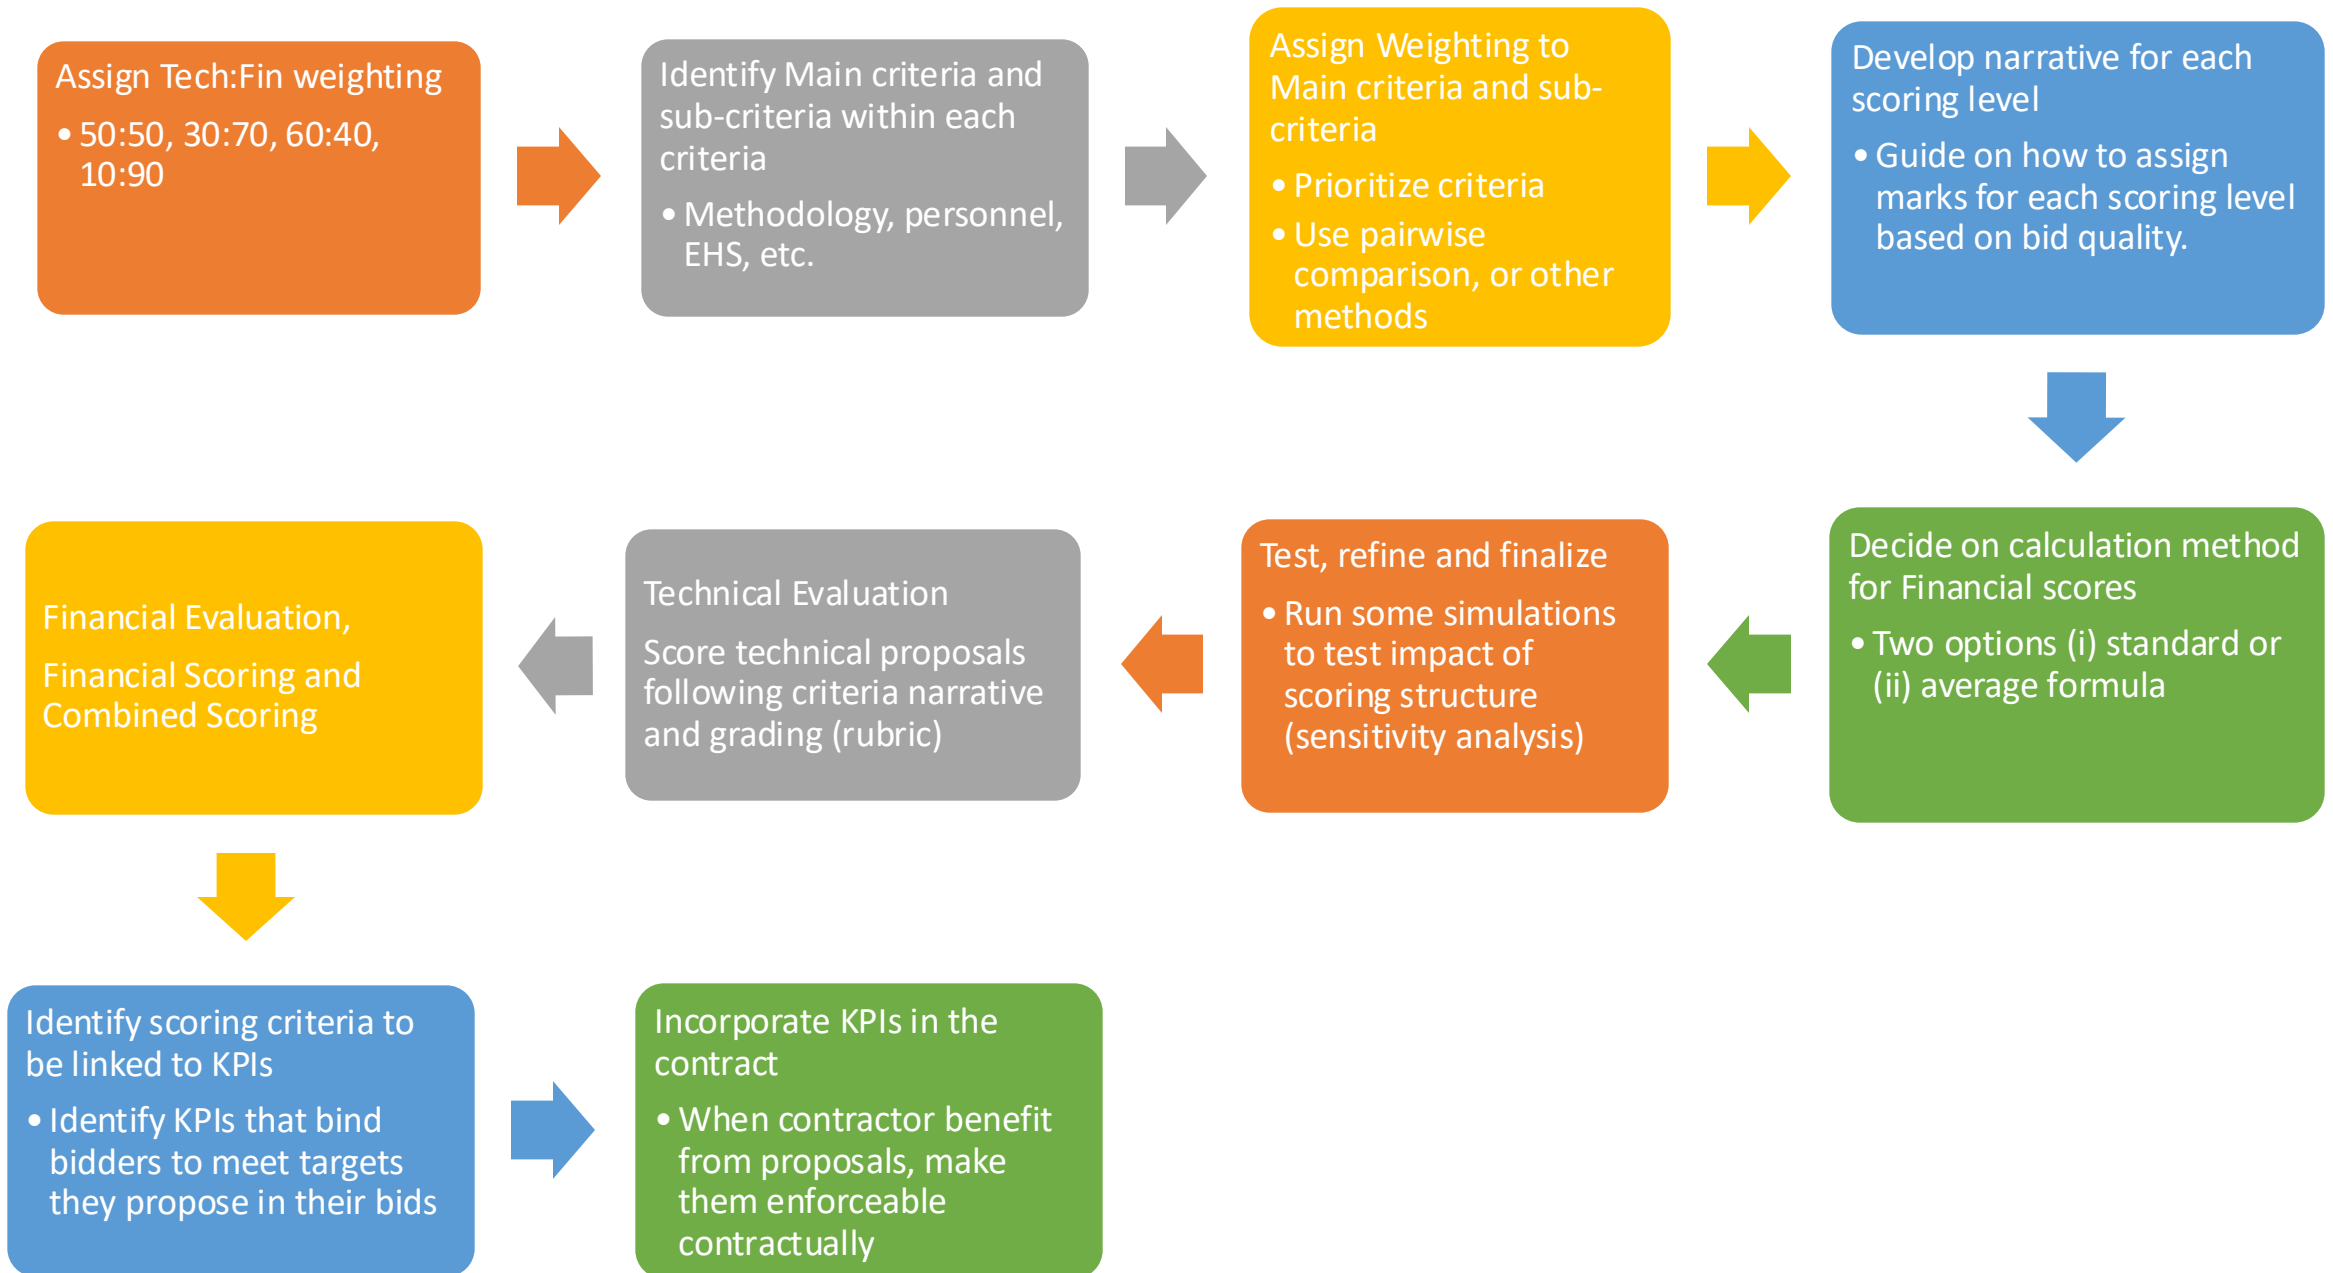 Assign Tech:Fin weighting
• 50:50, 30:70, 60:40,
10:90
Identify Main criteria and
sub-criteria within each
criteria
• Methodology, personnel,
EHS, etc.
Assign Weighting to
Main criteria and sub-
criteria
• Prioritize criteria
• Use pairwise
comparison, or other
methods
Develop narrative for each
scoring level
• Guide on how to assign
marks for each scoring level
based on bid quality.
Decide on calculation method
for Financial scores
• Two options (i) standard or
(ii) average formula
Test, refine and finalize
• Run some simulations
to test impact of
scoring structure
(sensitivity analysis)
Technical Evaluation
Score technical proposals
following criteria narrative
and grading (rubric)
Financial Evaluation,
Financial Scoring and
Combined Scoring
Identify scoring criteria to
be linked to KPIs
• Identify KPIs that bind
bidders to meet targets
they propose in their bids
Incorporate KPIs in the
contract
• When contractor benefit
from proposals, make
them enforceable
contractually